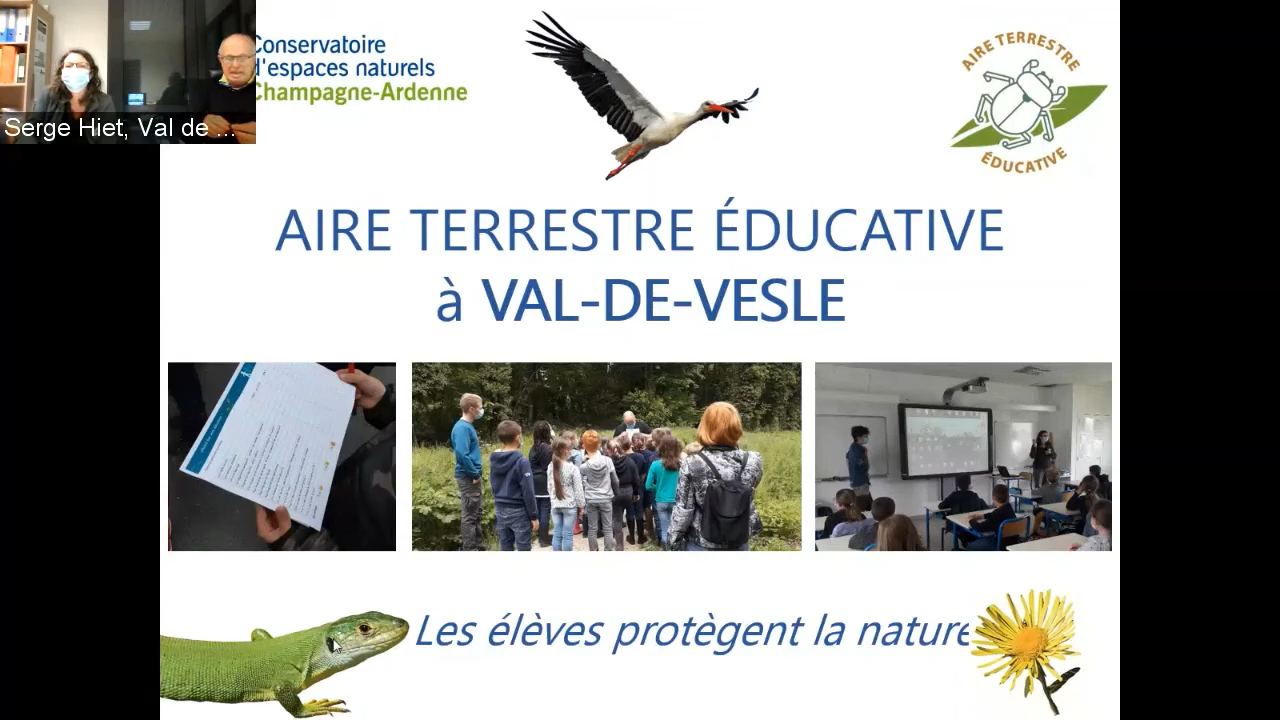 Serge Hiet, Val de ...
Conservatoire
d'espaces naturels
Champagne-Ardenne
AIRE TERRESTRE
ÉDUCATIVE
AIRE TERRESTRE ÉDUCATIVE
à VAL-DE-VESLE
Les élèves protègent la nature